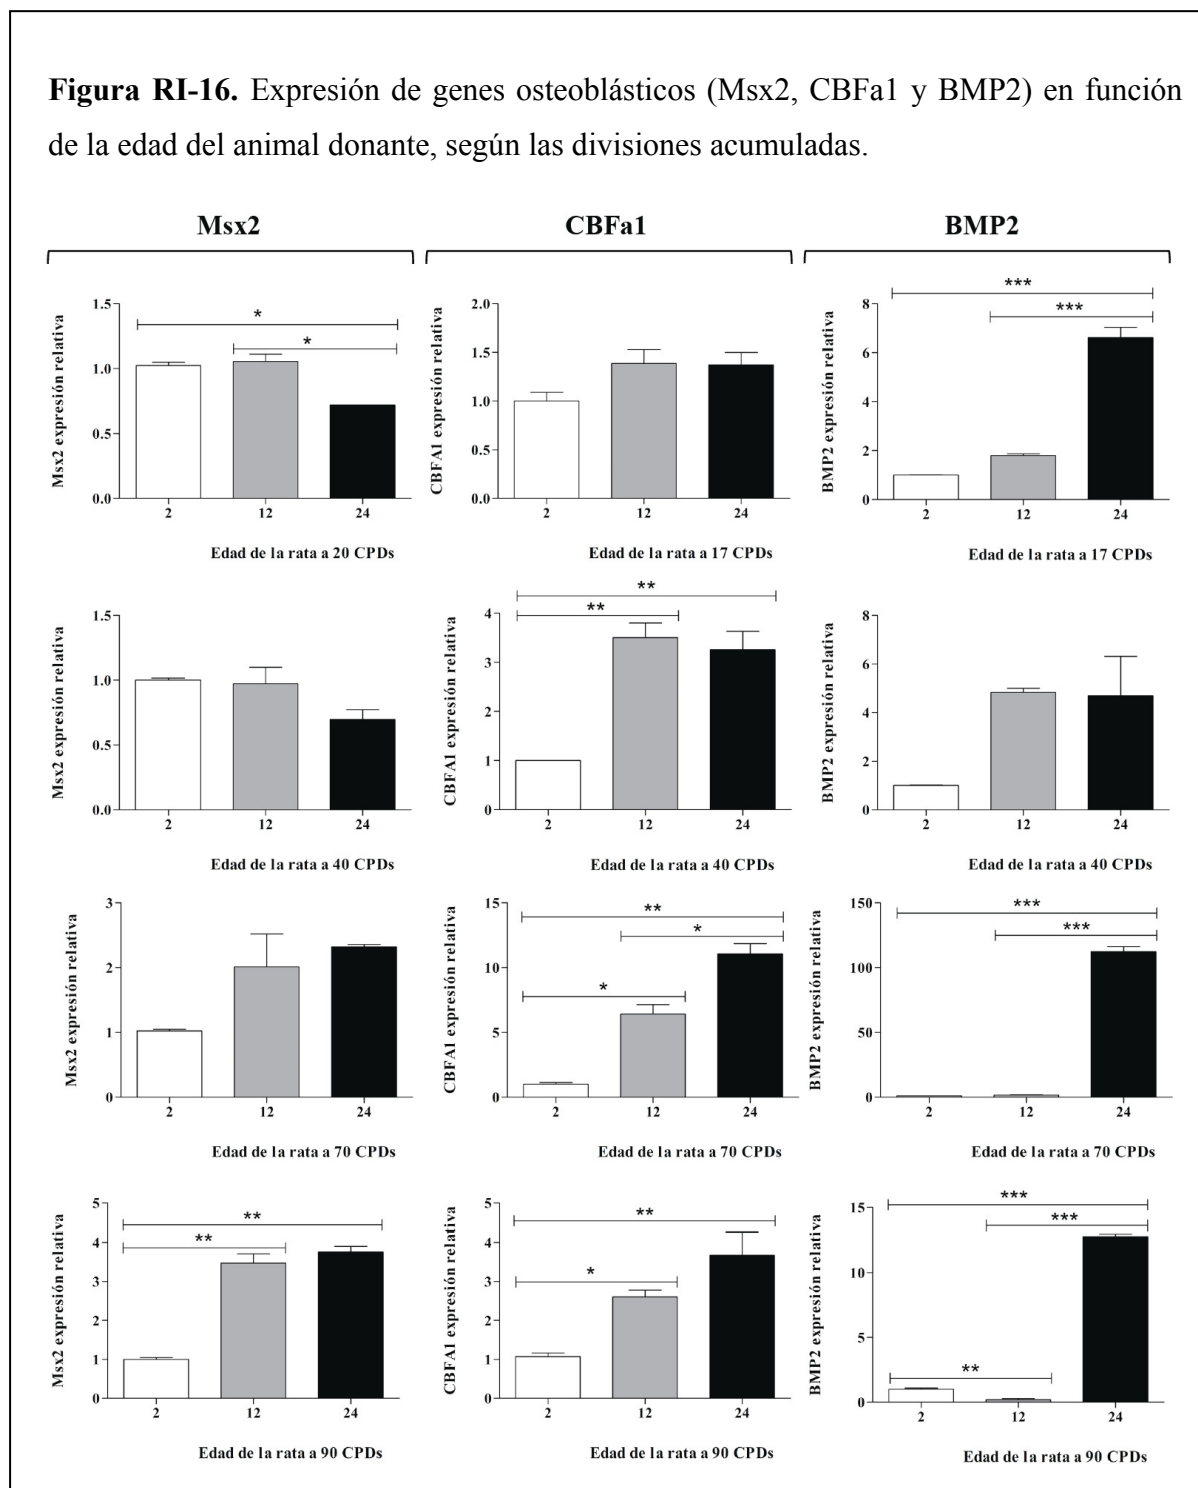 Figura RI-16. Expresión de genes osteoblásticos (Msx2, CBFa1 y BMP2) en función
de la edad del animal donante, según las divisiones acumuladas.
Msx2
CBFa1
BMP2
Msx2 expresión relativa
1.5
1.0
0.5
0.0
*
*
2 12 24
Edad de la rata a 20 CPDs
CBFA1 expresión relativa
2.0
1.5
1.0
0.5
0.0
2 12 24
Edad de la rata a 17 CPDs
BMP2 expresión relativa
8
6
4
2
0
***
***
2 12 24
Edad de la rata a 17 CPDs
Msx2 expresión relativa
1.5
1.0
0.5
0.0
2 12 24
Edad de la rata a 40 CPDs
CBFA1 expresión relativa
4
3
2
1
0
**
**
2 12 24
Edad de la rata a 40 CPDs
BMP2 expresión relativa
8
6
4
2
0
2 12 24
Edad de la rata a 40 CPDs
Msx2 expresión relativa
3
2
1
0
2 12 24
Edad de la rata a 70 CPDs
CBFA1 expresión relativa
15
10
5
0
**
*
*
2 12 24
Edad de la rata a 70 CPDs
BMP2 expresión relativa
150
100
50
0
***
***
2 12 24
Edad de la rata a 70 CPDs
Msx2 expresión relativa
5
4
3
2
1
0
**
**
2 12 24
Edad de la rata a 90 CPDs
CBFA1 expresión relativa
5
4
3
2
1
0
**
*
2 12 24
Edad de la rata a 90 CPDs
BMP2 expresión relativa
15
10
5
0
***
***
**
2 12 24
Edad de la rata a 90 CPDs